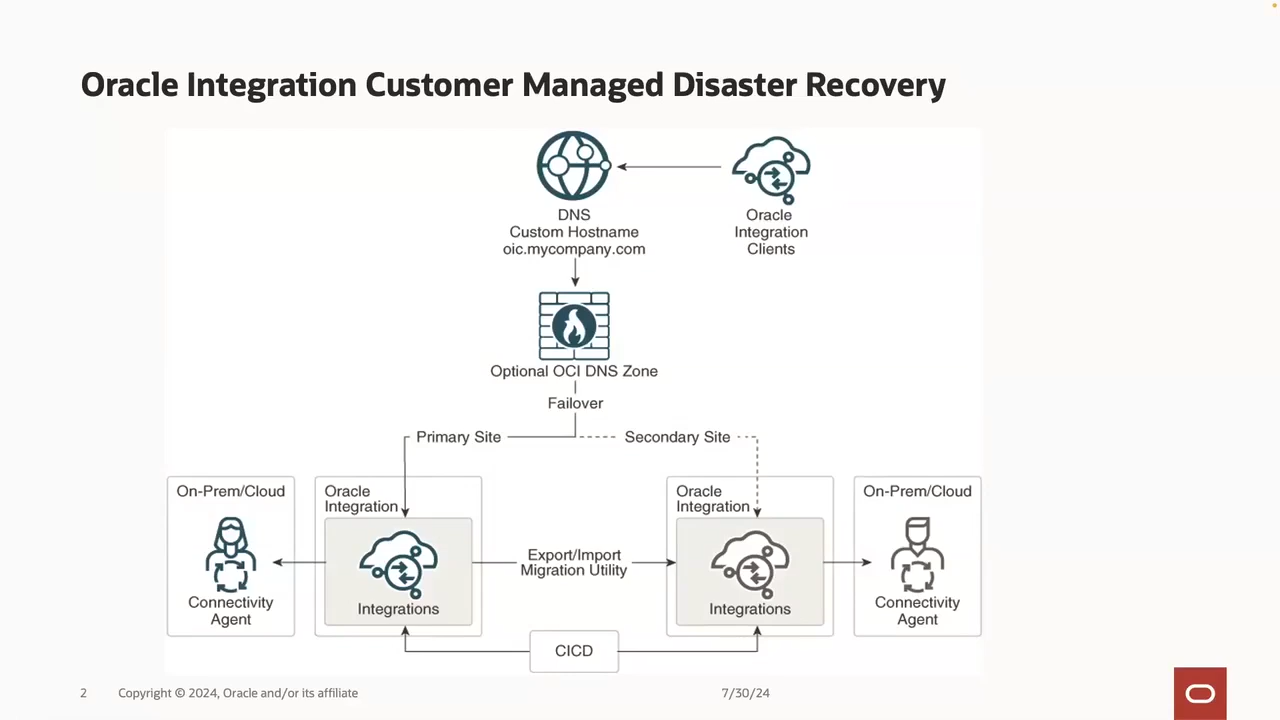 Oracle Integration Customer Managed Disaster Recovery
DNS
Custom Hostname
oic.mycompany.com
Oracle
Integration
Clients
Optional OCI DNS Zone
Failover
Primary Site
Secondary Site
On-Prem/Cloud
Connectivity
Agent
Oracle
Integration
Integrations
Export/Import
Migration Utility
Oracle
Integration
Integrations
On-Prem/Cloud
Connectivity
Agent
CICD
2
Copyright © 2024, Oracle and/or its affiliate
7/30/24